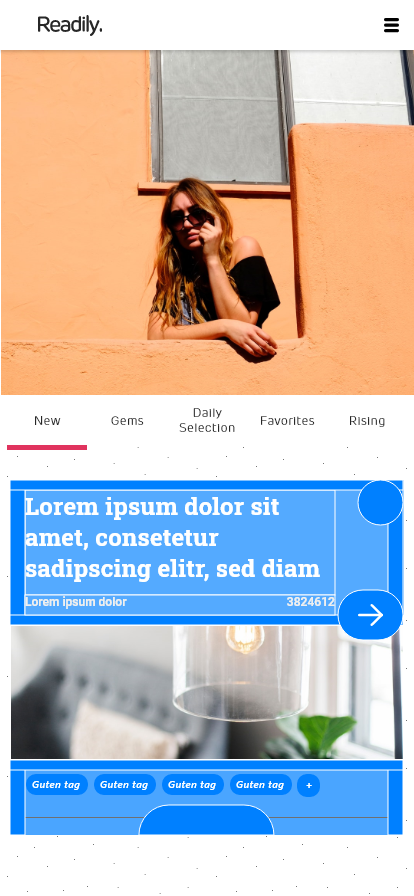 Readily.
New
Gems
Daily
Selection
Favorites
Rising
Lorem ipsum dolor sit
amet, consetetur
sadipscing elitr, sed diam
Lorem ipsum dolor 3824612
Guten tag Guten tag Guten tag Guten tag +